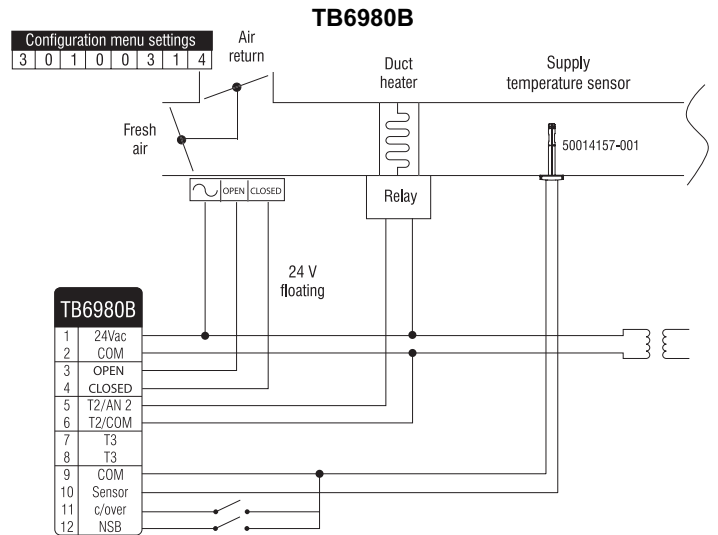 TB6980B
Configuration menu settings
3 0 1 0 0 3 1 4
Air
return
Duct
heater
Supply
temperature sensor
Fresh
air
50014157-001
OPEN CLOSED
Relay
24 V
floating
TB6980B
1 24Vac
2 COM
3 OPEN
4 CLOSED
5 T2/AN 2
6 T2/COM
7 T3
8 T3
9 COM
10 Sensor
11 c/over
12 NSB